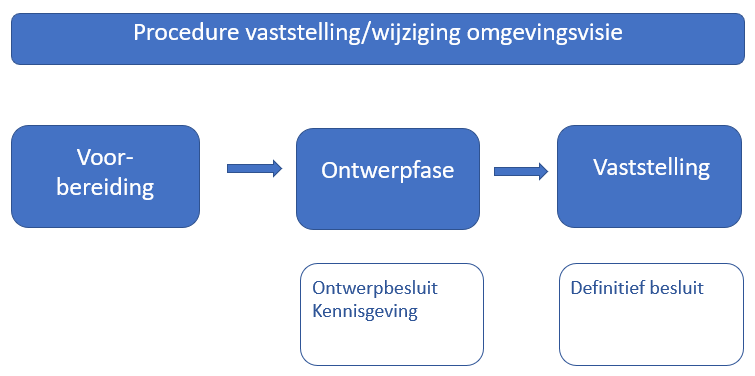 Procedure vaststelling/wijziging omgevingsvisie
Voor-
bereiding
Ontwerpfase
Vaststelling
Ontwerpbesluit
Kennisgeving
Definitief besluit